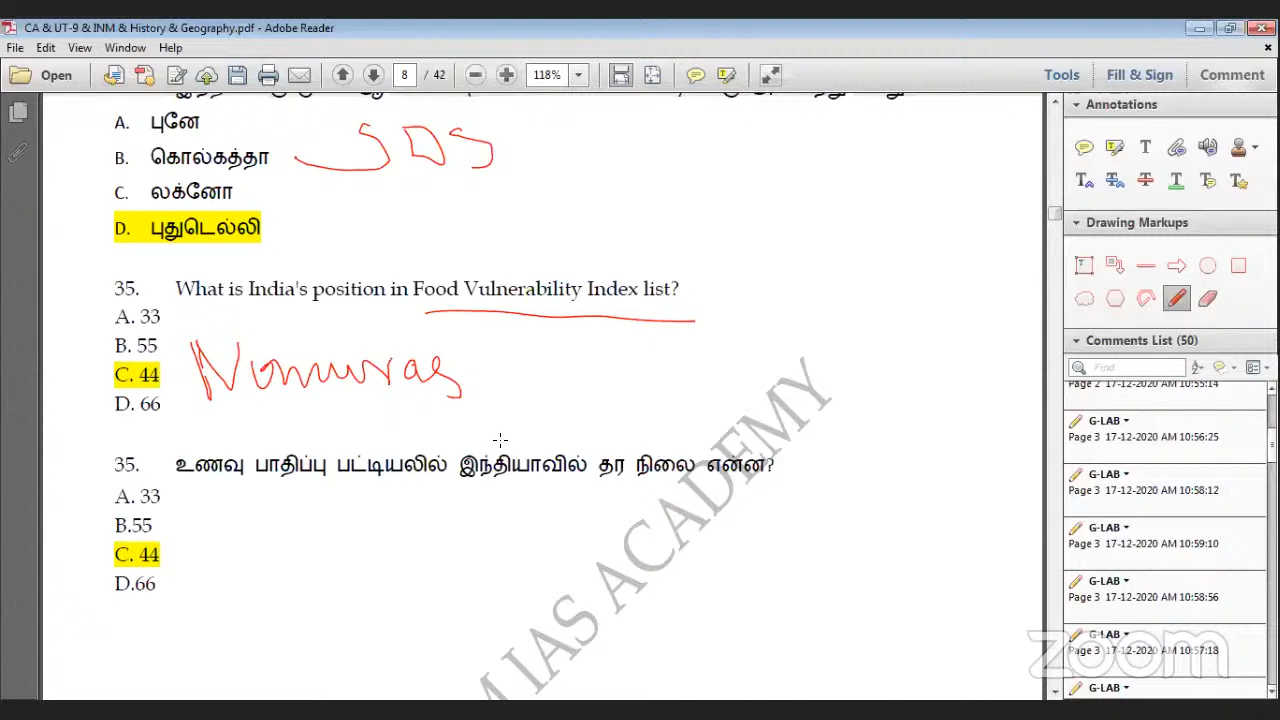 CA & UT-9 & INM & History & Geography.pdf - Adobe Reader
File Edit View Window Help
Open 8 / 42 118% Tools Fill & Sign Comment
A. புனே
B. கொல்கத்தா
C. லக்னோ
D. புதுடெல்லி
35. What is India's position in Food Vulnerability Index list?
A. 33
B. 55
C. 44
D. 66
Nomuras
35. உணவு பாதிப்பு பட்டியலில் இந்தியாவில் தர நிலை என்ன?
A. 33
B.55
C. 44
D.66
M IAS ACADEMY
Annotations
Drawing Markups
Comments List (50)
Find
Page 2 17-12-2020 AM 10:55:14
G-LAB
Page 3 17-12-2020 AM 10:56:25
G-LAB
Page 3 17-12-2020 AM 10:58:12
G-LAB
Page 3 17-12-2020 AM 10:59:10
G-LAB
Page 3 17-12-2020 AM 10:58:56
G-LAB
Page 3 17-12-2020 AM 10:57:18
G-LAB
zoom